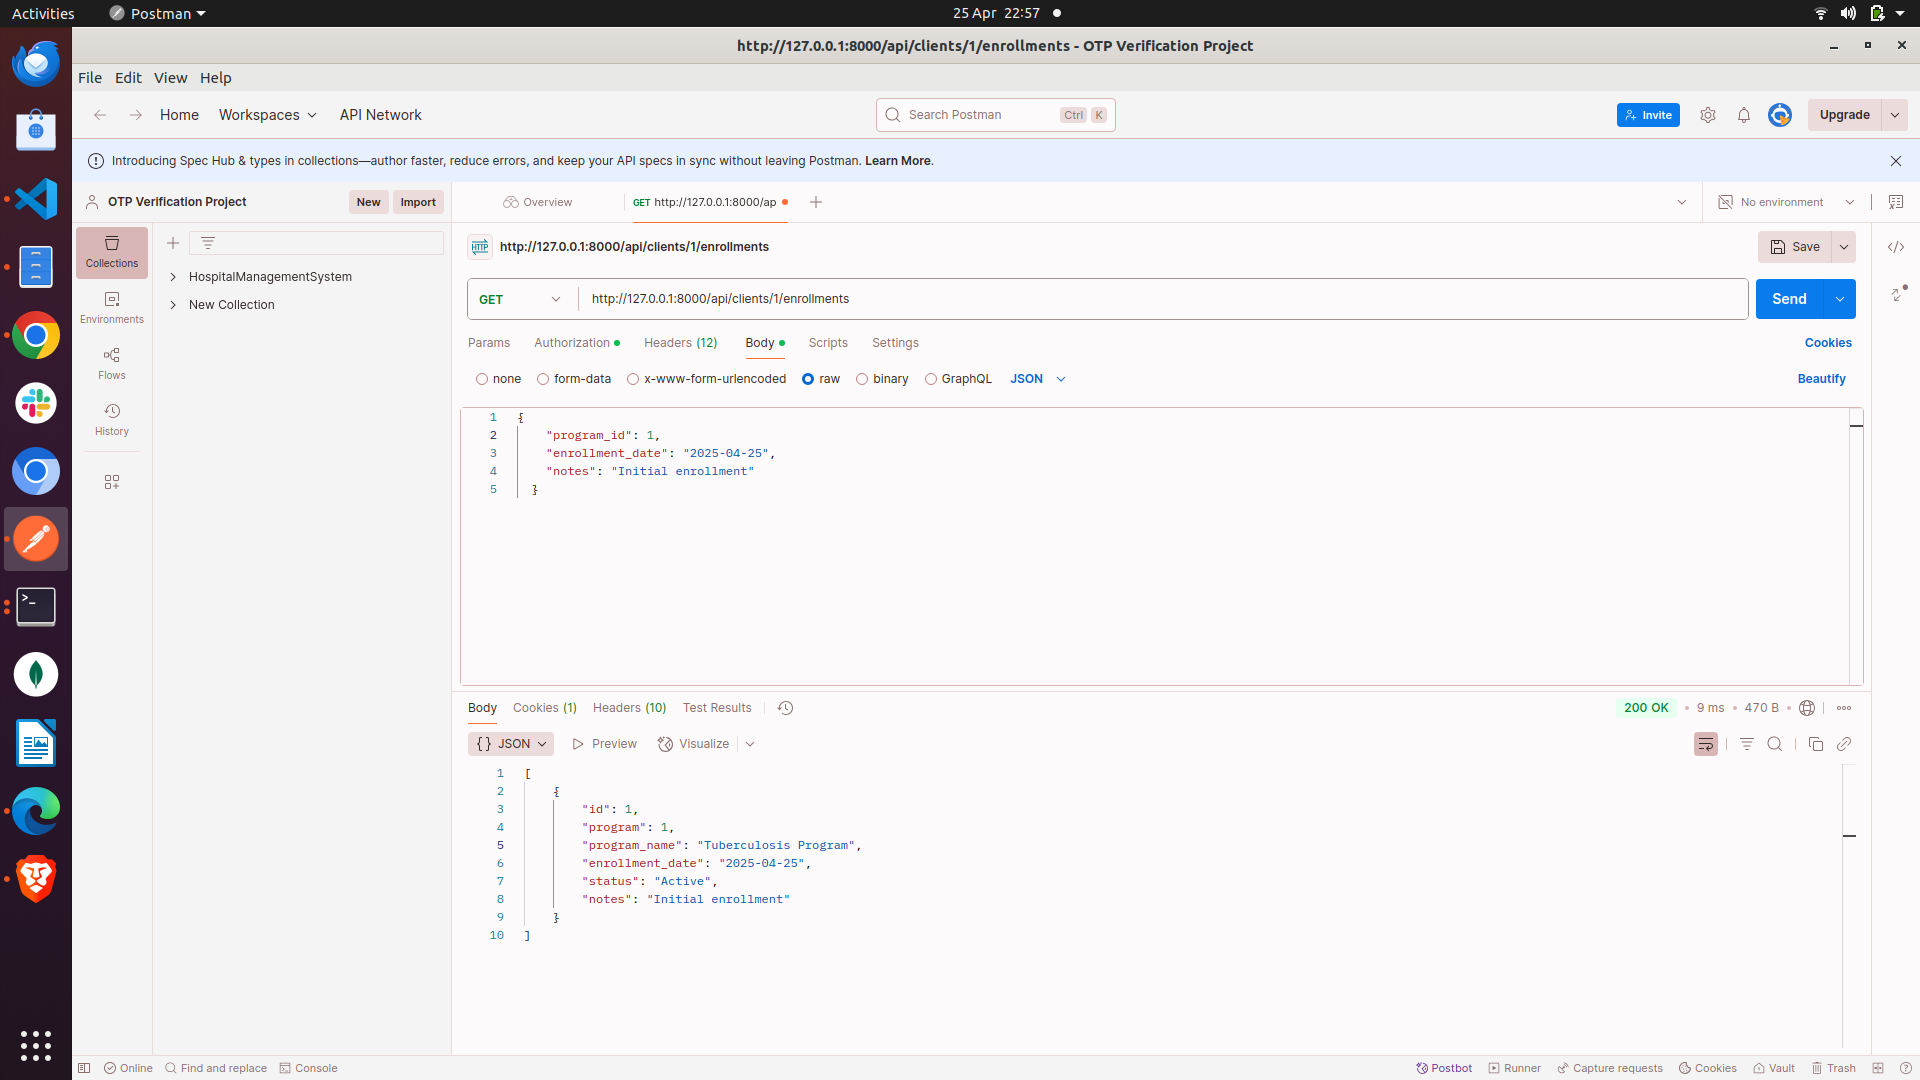 Activities
Postman
25 Apr 22:57
http://127.0.0.1:8000/api/clients/1/enrollments - OTP Verification Project
File Edit View Help
Home Workspaces API Network
Search Postman Ctrl K
Invite
Upgrade
Introducing Spec Hub & types in collections—author faster, reduce errors, and keep your API specs in sync without leaving Postman. Learn More.
OTP Verification Project New Import
Overview
GET http://127.0.0.1:8000/ap
No environment
Collections
Environments
Flows
History
HospitalManagementSystem
New Collection
HTTP http://127.0.0.1:8000/api/clients/1/enrollments
Save
GET http://127.0.0.1:8000/api/clients/1/enrollments
Send
Params Authorization Headers (12) Body Scripts Settings
Cookies
none form-data x-www-form-urlencoded raw binary GraphQL JSON
Beautify
1 {
2 "program_id": 1,
3 "enrollment_date": "2025-04-25",
4 "notes": "Initial enrollment"
5 }
Body Cookies (1) Headers (10) Test Results
200 OK 9 ms 470 B
{} JSON Preview Visualize
1 [
2 {
3 "id": 1,
4 "program": 1,
5 "program_name": "Tuberculosis Program",
6 "enrollment_date": "2025-04-25",
7 "status": "Active",
8 "notes": "Initial enrollment"
9 }
10 ]
Online Find and replace Console
Postbot Runner Capture requests Cookies Vault Trash